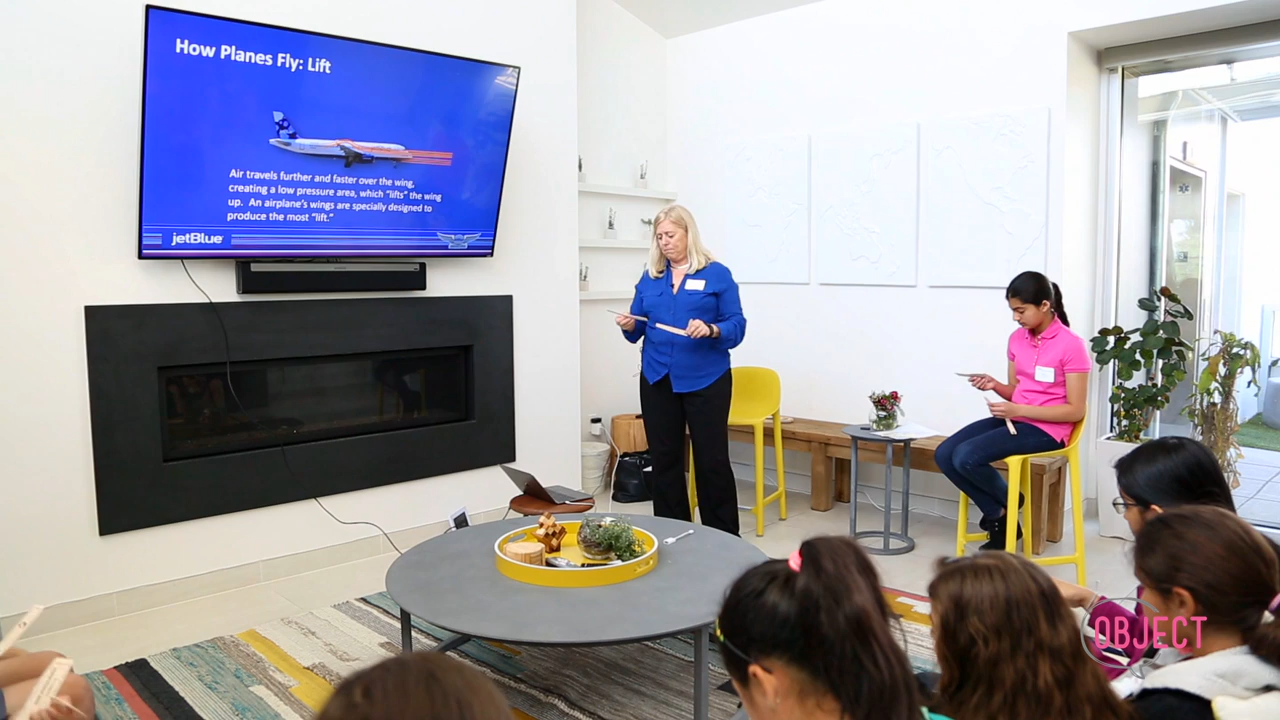 How Planes Fly: Lift
Air travels further and faster over the wing,
creating a low pressure area, which "lifts" the wing
up. An airplane's wings are specially designed to
produce the most "lift."
jetBlue
OBJECT